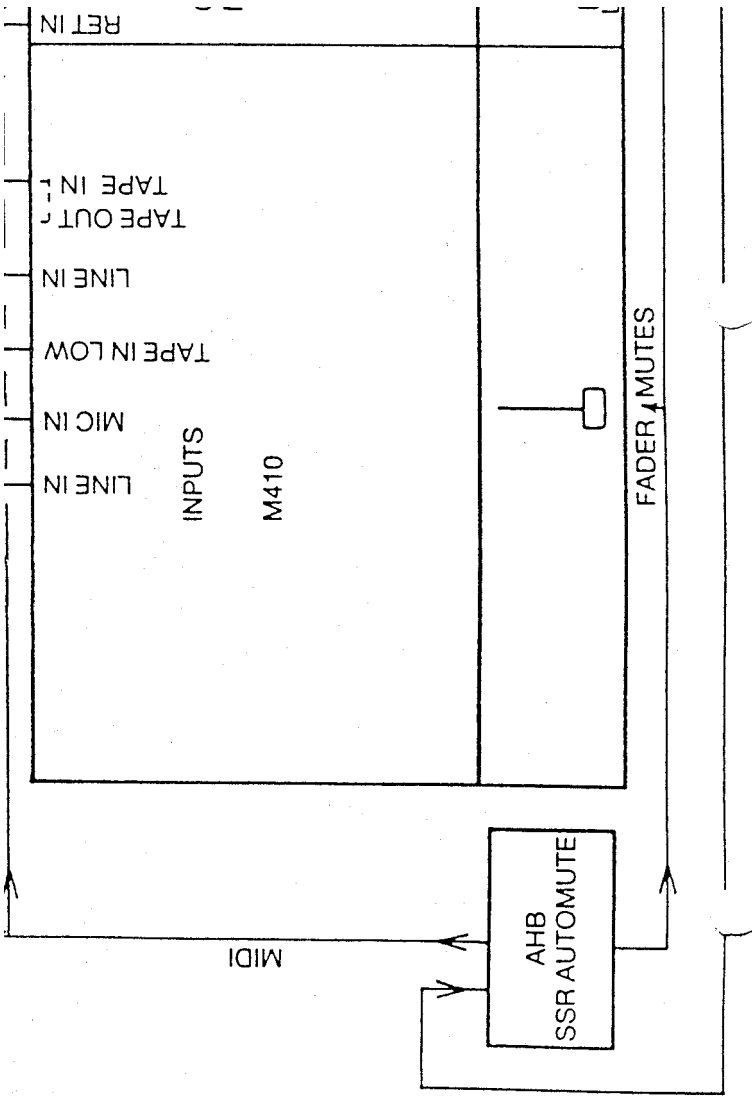 RET IN
TAPE IN
TAPE OUT
LINE IN
TAPE IN LOW
MIC IN
LINE IN
INPUTS
M410
FADER MUTES
MIDI
AHB
SSR AUTOMUTE